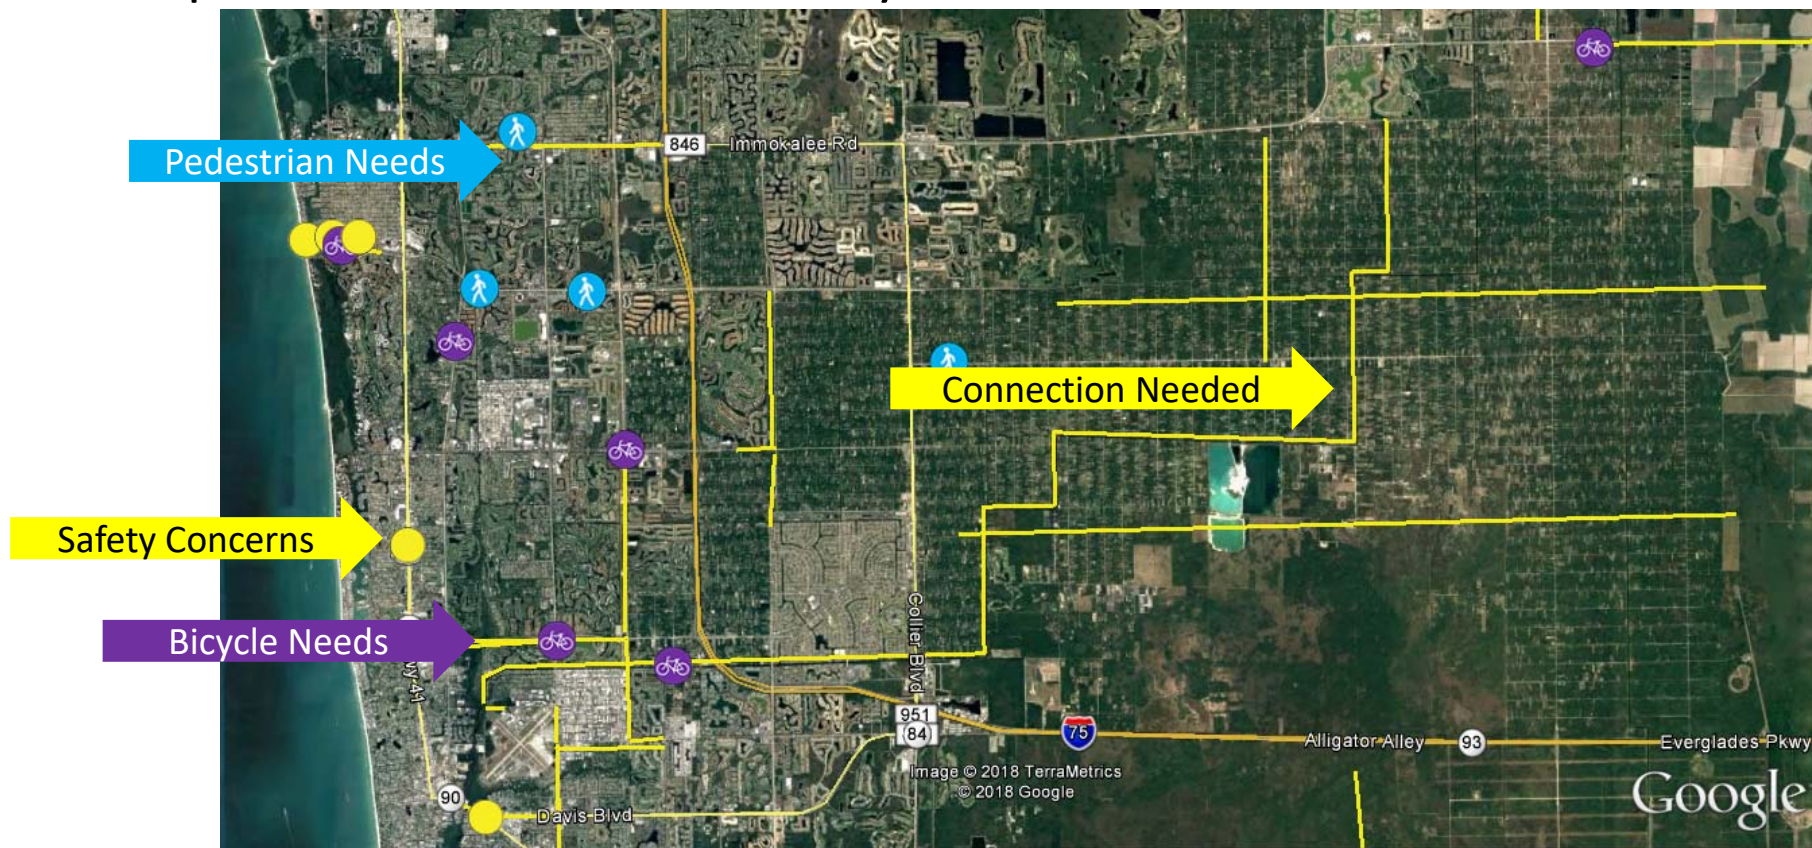 846
Immokalee Rd
Pedestrian Needs
Connection Needed
Safety Concerns
Bicycle Needs
Collier Blvd
951
84
75
Alligator Alley
93
Everglades Pkwy
Image © 2018 TerraMetrics
© 2018 Google
Google
90
Davis Blvd